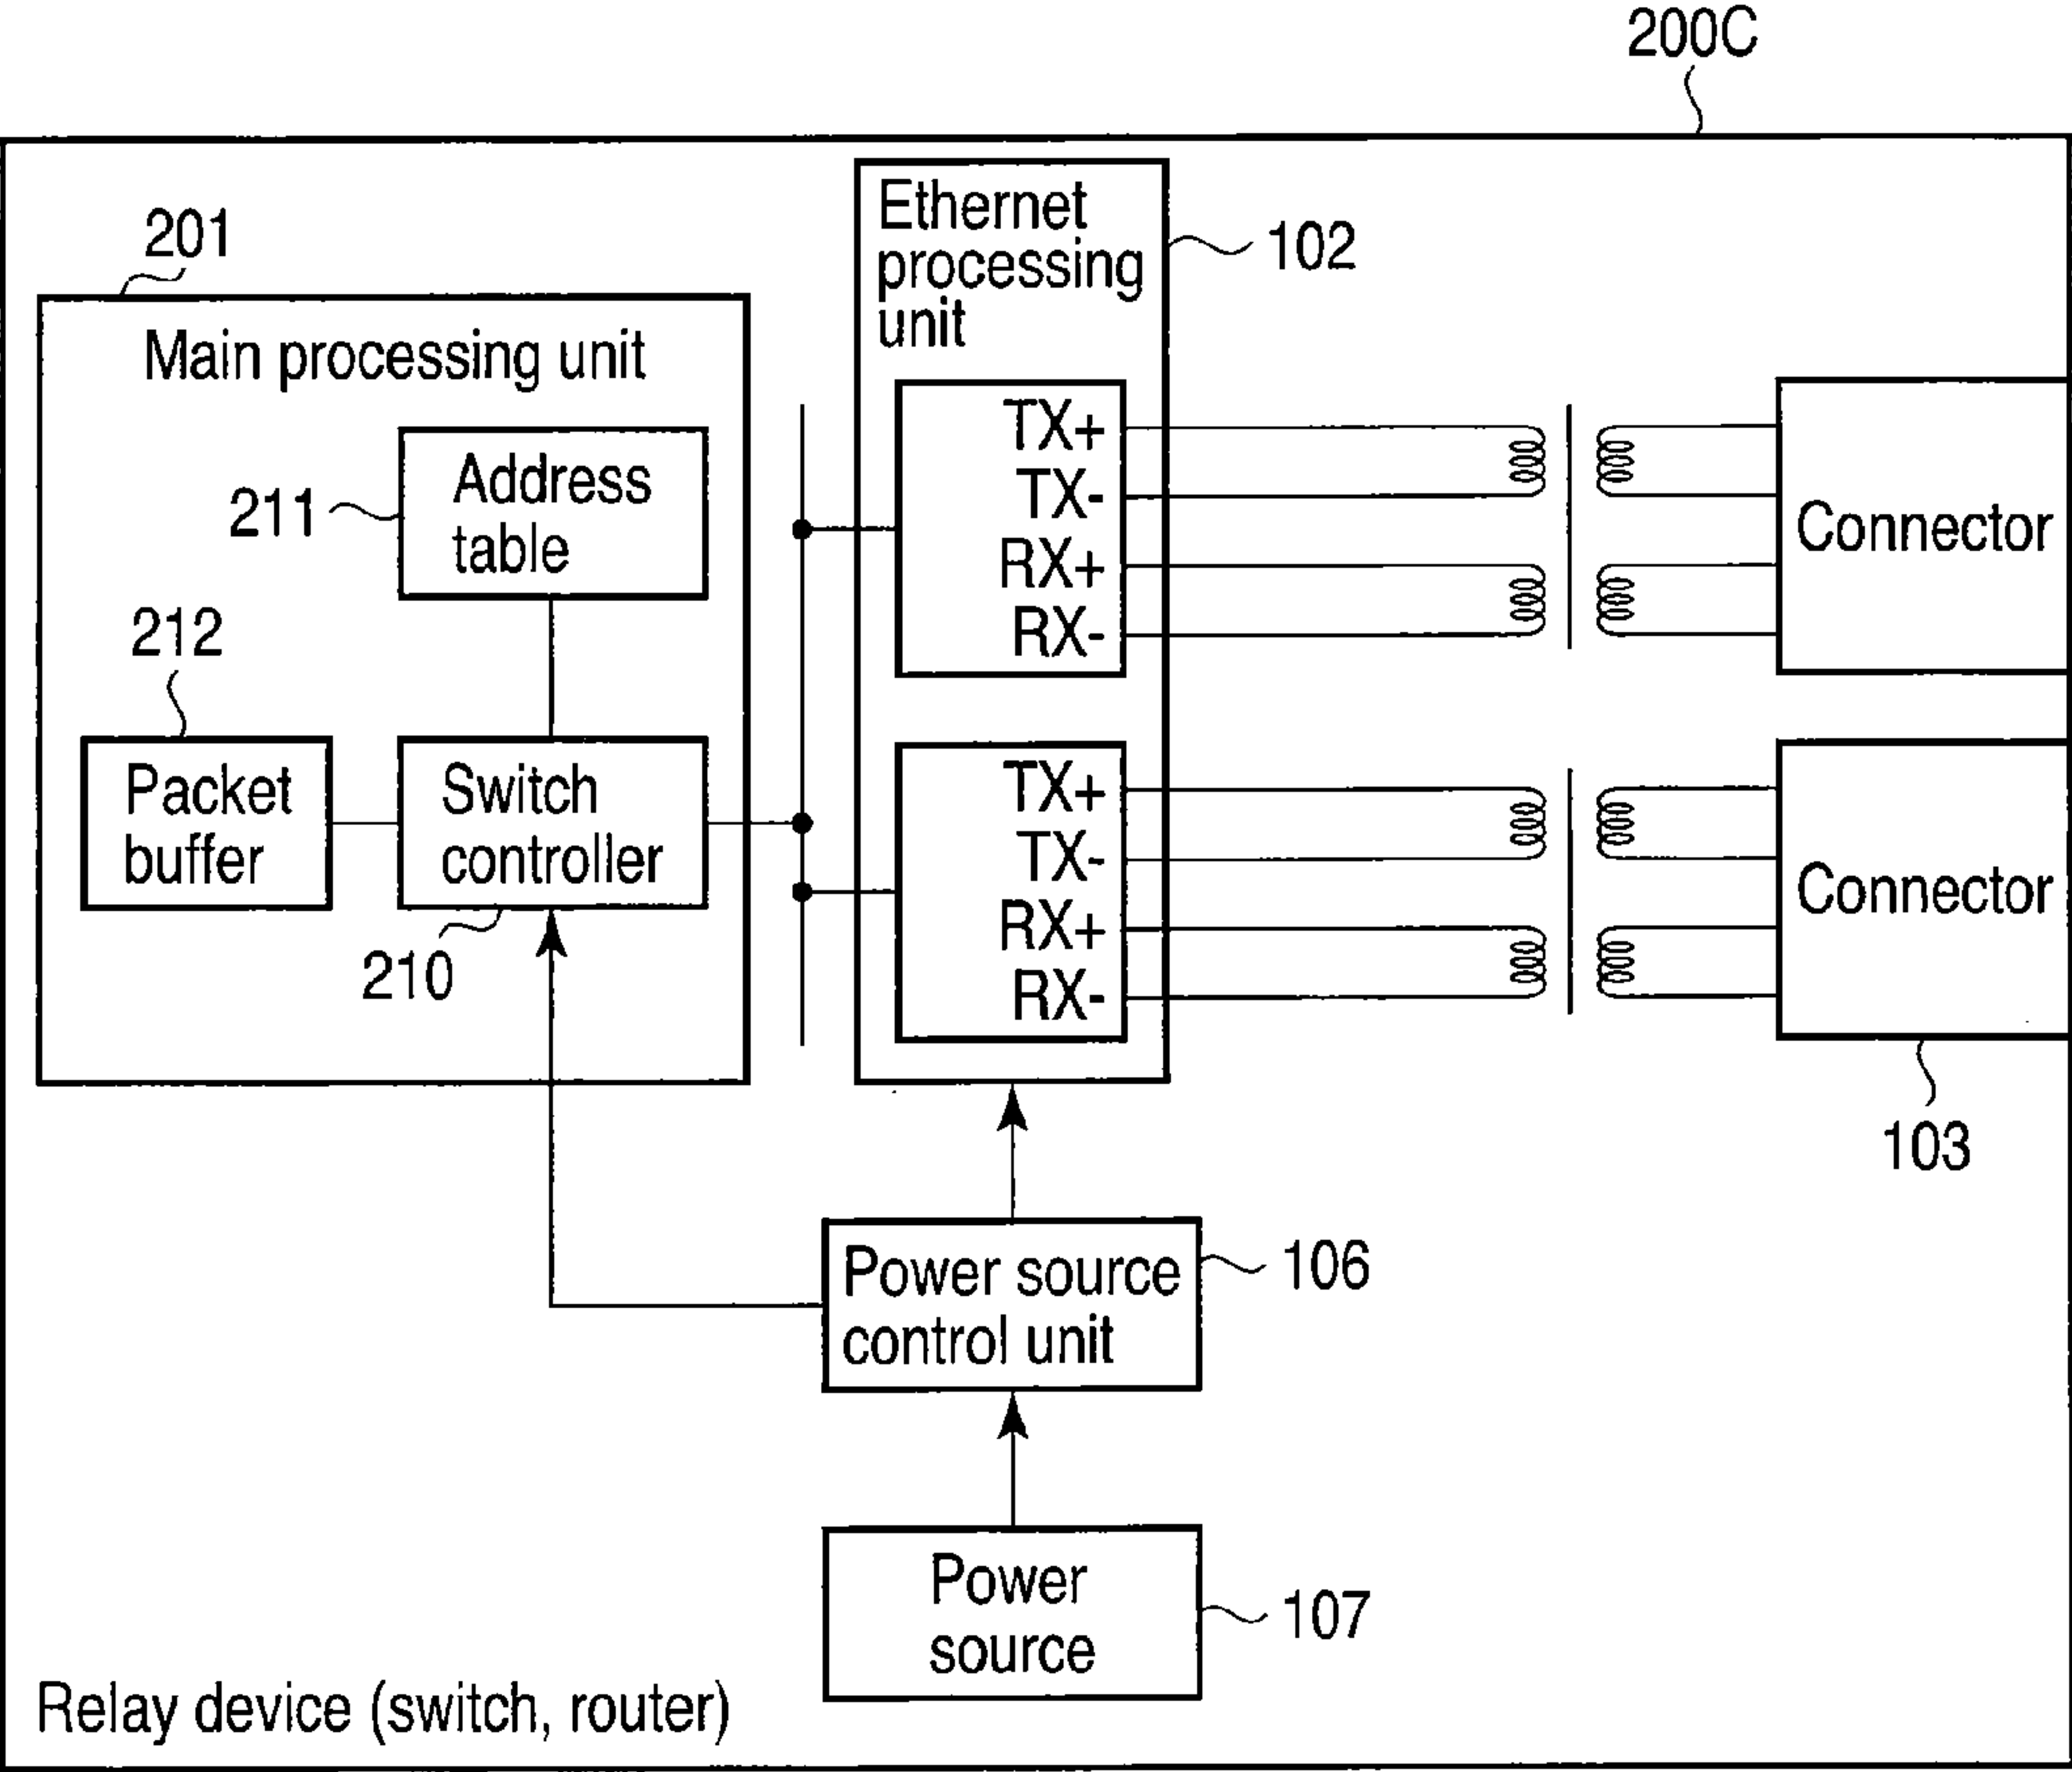 200C
201
Main processing unit
Ethernet
processing
unit
102
211
Address
table
212
Packet
buffer
Switch
controller
210
TX+
TX-
RX+
RX-
TX+
TX-
RX+
RX-
Connector
Connector
103
Power source
control unit
106
Power
source
107
Relay device (switch, router)